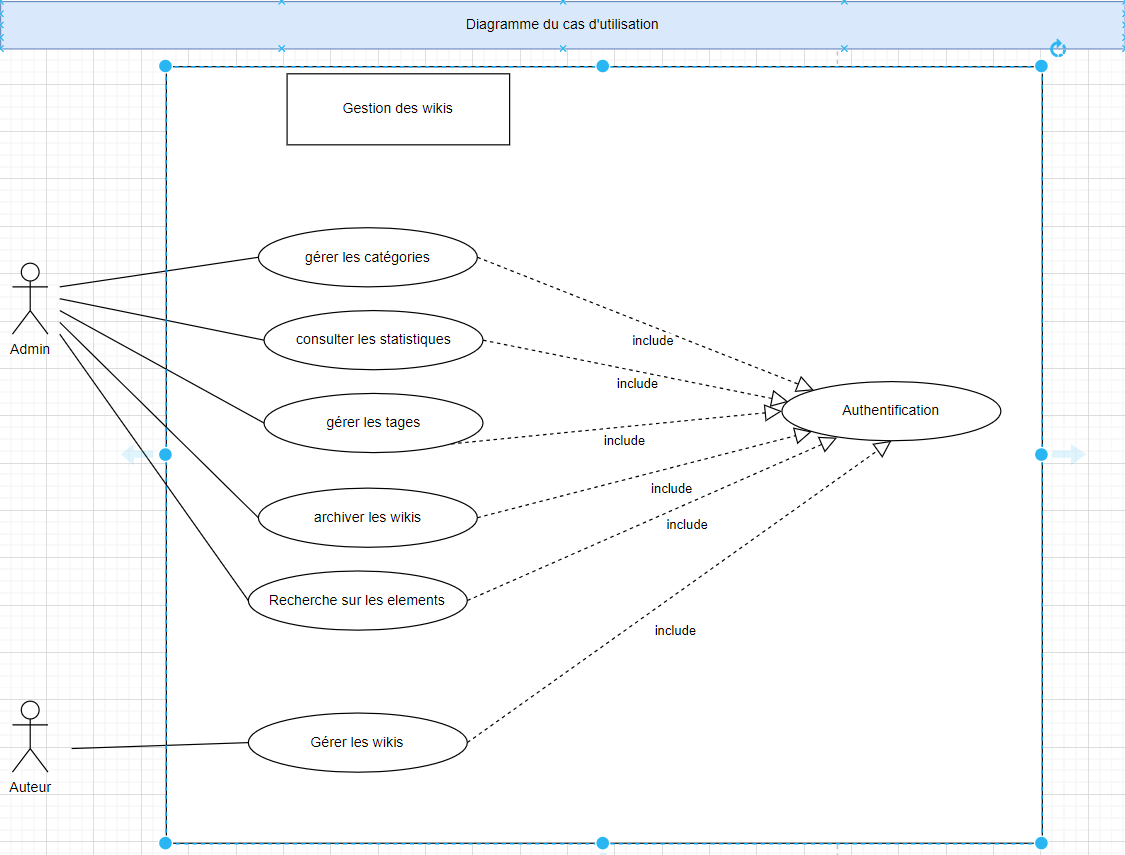 Diagramme du cas d'utilisation
Gestion des wikis
gérer les catégories
include
consulter les statistiques
Admin
include
Authentification
gérer les tages
include
include
archiver les wikis
include
Recherche sur les elements
include
Gérer les wikis
Auteur